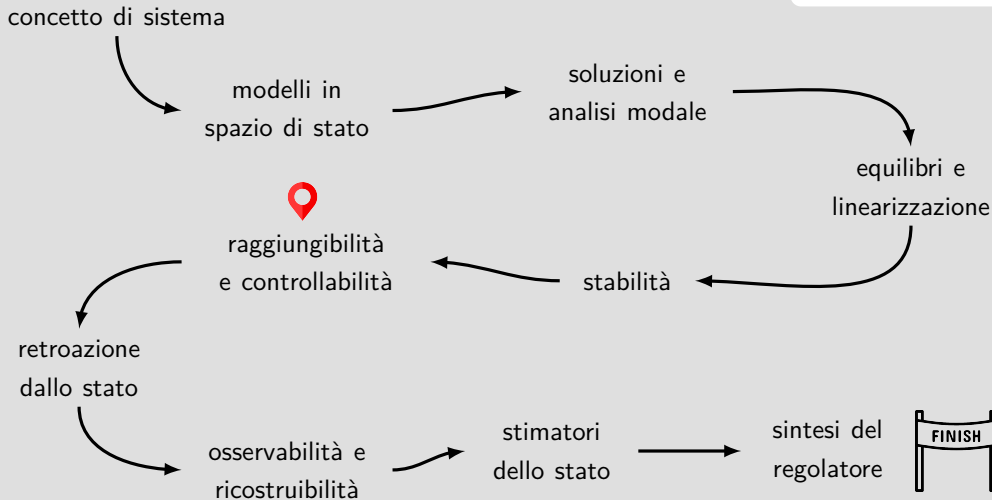 concetto di sistema
modelli in
spazio di stato
soluzioni e
analisi modale
equilibri e
linearizzazione
stabilità
raggiungibilità
e controllabilità
retroazione
dallo stato
osservabilità e
ricostruibilità
stimatori
dello stato
sintesi del
regolatore
FINISH